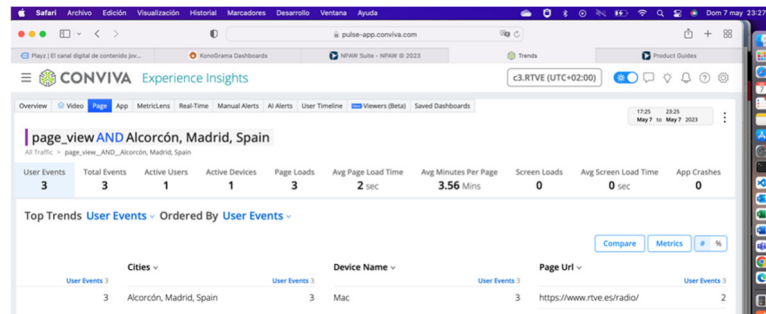 Safari Archivo Edición Visualización Historial Marcadores Desarrollo Ventana Ayuda Dom 7 may 23:27
pulse-app.conviva.com
Playz | El canal digital de contenido jov... KonoGrama Dashboards NPAW Suite - NPAW © 2023 Trends Product Guides
CONVIVA Experience Insights c3.RTVE (UTC+02:00)
Overview Video Page App MetricLens Real-Time Manual Alerts AI Alerts User Timeline Viewers (Beta) Saved Dashboards
17:25 23:25
May 7 to May 7 2023
page_view AND Alcorcón, Madrid, Spain
All Traffic > page_view__AND__Alcorcón, Madrid, Spain
User Events Total Events Active Users Active Devices Page Loads Avg Page Load Time Avg Minutes Per Page Screen Loads Avg Screen Load Time App Crashes
3 3 1 1 3 2 sec 3.56 Mins 0 0 sec 0
Top Trends User Events Ordered By User Events
Compare Metrics # %
Cities Device Name Page Url
User Events 3 User Events 3 User Events 3 User Events 3
3 Alcorcón, Madrid, Spain 3 Mac 3 https://www.rtve.es/radio/ 2